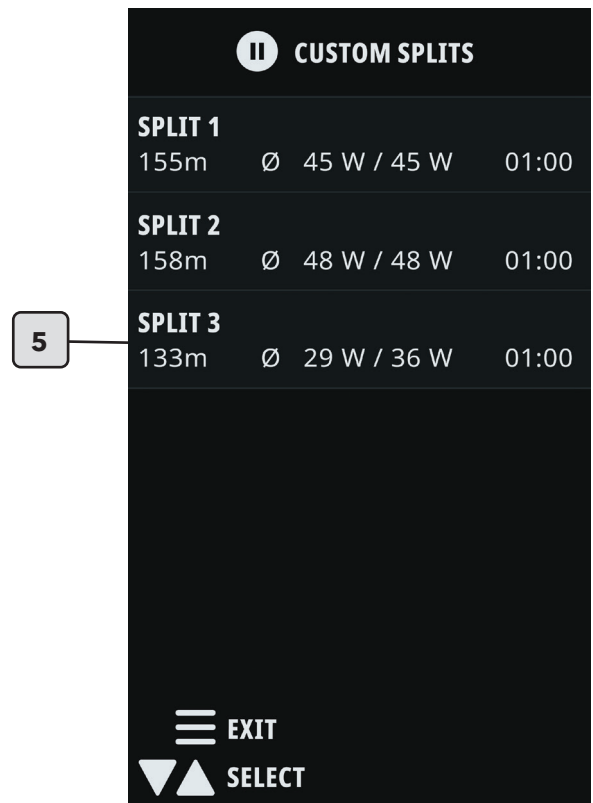 CUSTOM SPLITS
SPLIT 1
155m Ø 45 W / 45 W 01:00
SPLIT 2
158m Ø 48 W / 48 W 01:00
5
SPLIT 3
133m Ø 29 W / 36 W 01:00
EXIT
SELECT